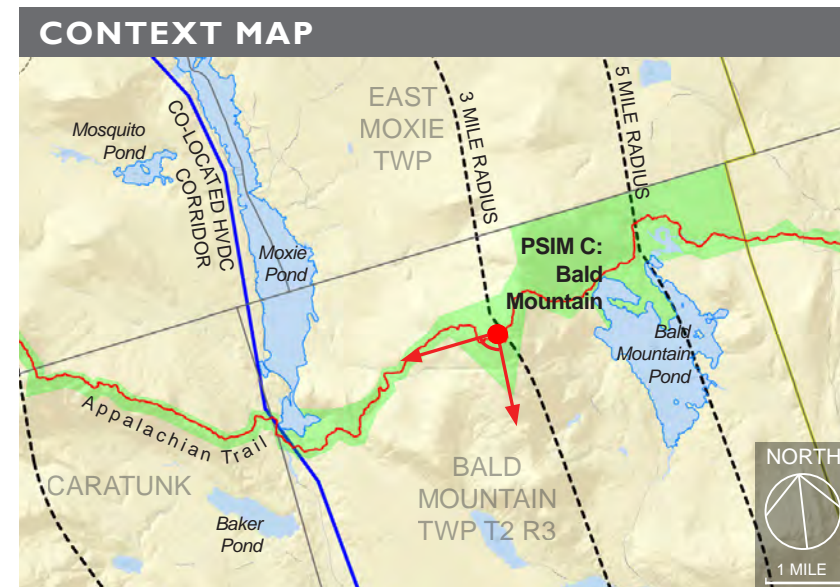 CONTEXT MAP
EAST
MOXIE
TWP
3 MILE RADIUS
5 MILE RADIUS
Mosquito
Pond
CO-LOCATED HVDC
CORRIDOR
Moxie
Pond
PSIM C:
Bald
Mountain
Bald
Mountain
Pond
Appalachian Trail
CARATUNK
Baker
Pond
BALD
MOUNTAIN
TWP T2 R3
NORTH
1 MILE